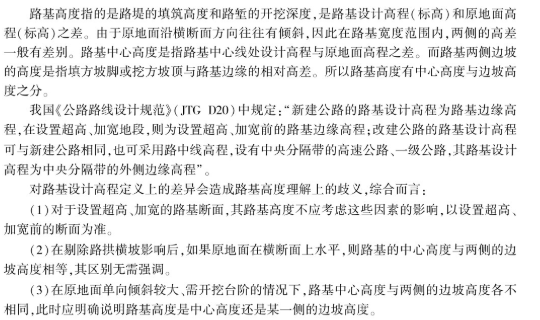 路基高度指的是路堤的填筑高度和路堑的开挖深度,是路基设计高程(标高)和原地面高
程(标高)之差。由于原地面沿横断面方向往往有倾斜,因此在路基宽度范围内,两侧的高差
一般有差别。路基中心高度是指路基中心线处设计高程与原地面高程之差。而路基两侧边坡
的高度是指填方坡脚或挖方坡顶与路基边缘的相对高差。所以路基高度有中心高度与边坡高
度之分。
我国《公路路线设计规范》(JTG D20)中规定:“新建公路的路基设计高程为路基边缘高
程,在设置超高、加宽地段,则为设置超高、加宽前的路基边缘高程;改建公路的路基设计高程
可与新建公路相同,也可采用路中线高程,设有中央分隔带的高速公路、一级公路,其路基设计
高程为中央分隔带的外侧边缘高程”。
对路基设计高程定义上的差异会造成路基高度理解上的歧义,综合而言:
(1)对于设置超高、加宽的路基断面,其路基高度不应考虑这些因素的影响,以设置超高、
加宽前的断面为准。
(2)在剔除路拱横坡影响后,如果原地面在横断面上水平,则路基的中心高度与两侧的边
坡高度相等,其区别无需强调。
(3)在原地面单向倾斜较大、需开挖台阶的情况下,路基中心高度与两侧的边坡高度各不
相同,此时应明确说明路基高度是中心高度还是某一侧的边坡高度。